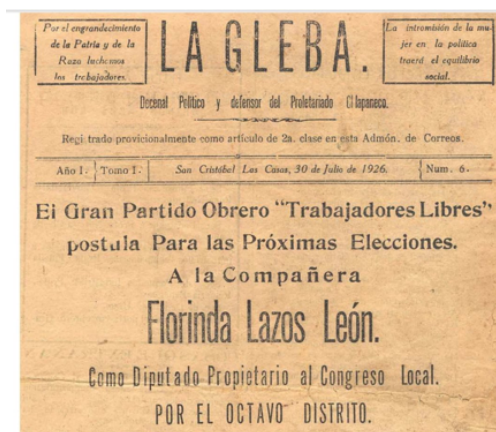 Por el engrandecimiento
de la Patria y de la
Raza luchemos
los trabajadores.
LA GLEBA.
La intromisión de la mu-
jer en la política
traerá el equilibrio
social.
Decenal Político y defensor del Proletariado Chiapaneco.
Regi trado provicionalmente como artículo de 2a. clase en esta Admón. de Correos.
Año I. Tomo I. San Cristóbal Las Casas, 30 de Julio de 1926. Num. 6.
El Gran Partido Obrero "Trabajadores Libres"
postula Para las Próximas Elecciones.
A la Compañera
Florinda Lazos León.
Como Diputado Propietario al Congreso Local.
POR EL OCTAVO DISTRITO.